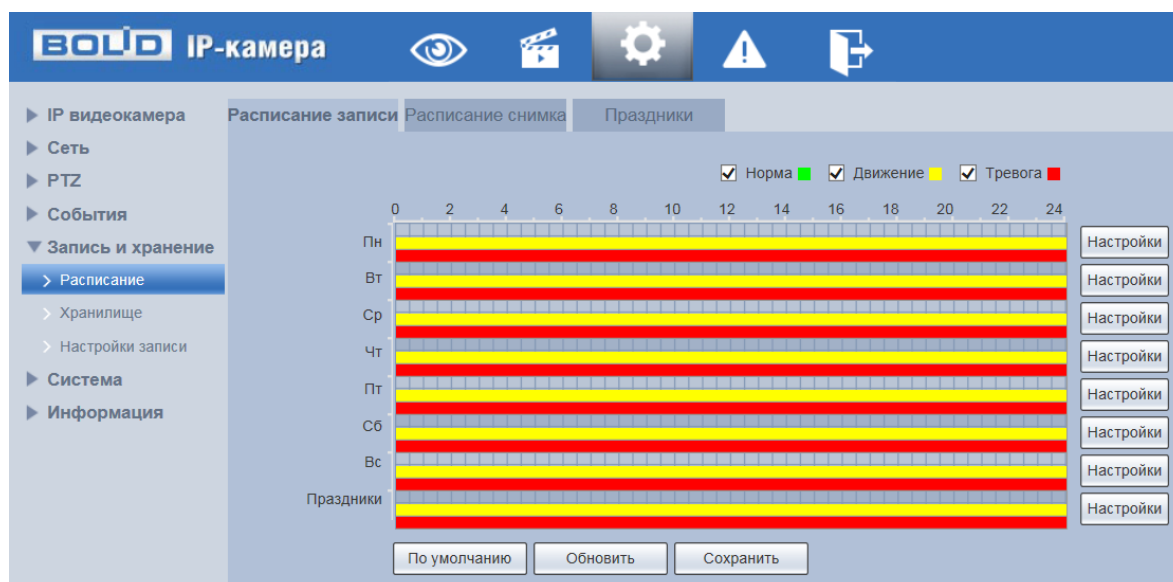 BOLID IP-камера
IP видеокамера
Сеть
PTZ
События
Запись и хранение
Расписание
Хранилище
Настройки записи
Система
Информация
Расписание записи Расписание снимка Праздники
Норма Движение Тревога
0 2 4 6 8 10 12 14 16 18 20 22 24
Пн Настройки
Вт Настройки
Ср Настройки
Чт Настройки
Пт Настройки
Сб Настройки
Вс Настройки
Праздники Настройки
По умолчанию Обновить Сохранить